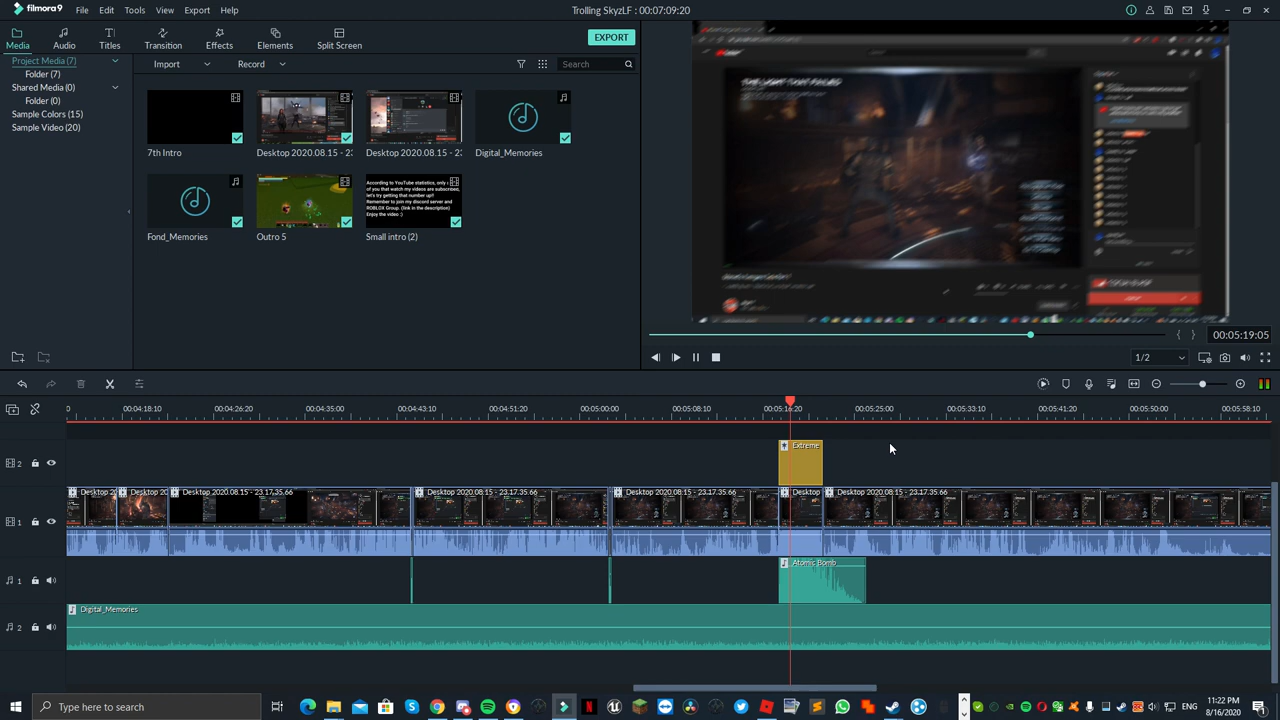 filmora9 File Edit Tools View Export Help
Trolling SkyzLF : 00:07:09:20
Media Audio Titles Transition Effects Elements Split Screen
EXPORT
Project Media (7)
Folder (7)
Folder (0)
Sample Colors (15)
Sample Video (20)
Import Record Search
7th Intro
Desktop 2020.08.15 - 23
Desktop 2020.08.15 - 23
Digital_Memories
According to YouTube statistics, only
of you that watch my videos are subscribed,
let's try getting that number up!!
Remember to join my discord server and
ROBLOX Group. (link in the description)
Enjoy the video :)
Fond_Memories
Outro 5
Small intro (2)
THE LIGHT THAT FAILED
00:05:19:05
1/2
0 00:04:18:10 00:04:26:20 00:04:35:00 00:04:43:10 00:04:51:20 00:05:00:00 00:05:08:10 00:05:16:20 00:05:25:00 00:05:33:10 00:05:41:20 00:05:50:00 00:05:58:10
2
Extreme
1
Desktop 20 Desktop 20 Desktop 2020.08.15 - 23.17.35.66 Desktop 2020.08.15 - 23.17.35.66 Desktop 2020.08.15 - 23.17.35.66 Desktop Desktop 2020.08.15 - 23.17.35.66
1
Atomic Bomb
2
Digital_Memories
Type here to search
ENG
11:22 PM
8/16/2020